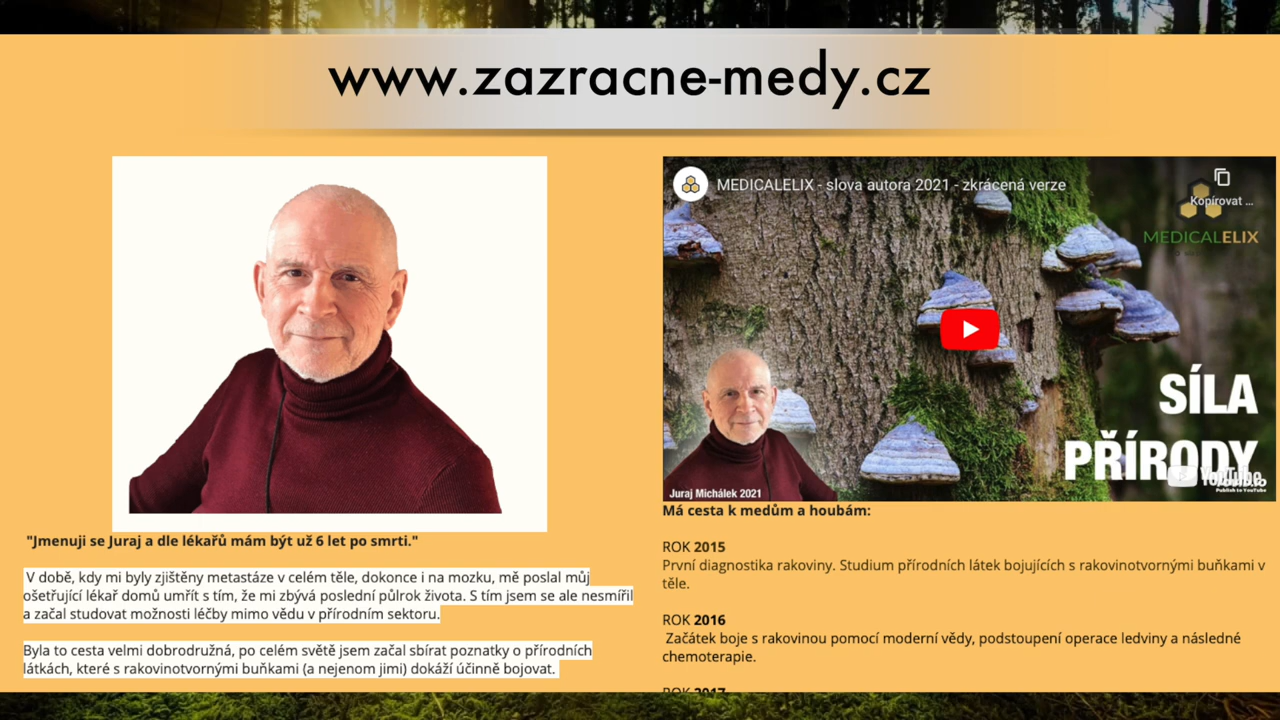 www.zazracne-medy.cz
MEDICALELIX - slova autora 2021 - zkrácená verze
Kopírovat ...
MEDICALELIX
SÍLA
PŘÍRODY
Juraj Michálek 2021
Publish to YouTube
"Jmenuji se Juraj a dle lékařů mám být už 6 let po smrti."
V době, kdy mi byly zjištěny metastáze v celém těle, dokonce i na mozku, mě poslal můj
ošetřující lékař domů umřít s tím, že mi zbývá poslední půlrok života. S tím jsem se ale nesmířil
a začal studovat možnosti léčby mimo vědu v přírodním sektoru.
Byla to cesta velmi dobrodružná, po celém světě jsem začal sbírat poznatky o přírodních
látkách, které s rakovinotvornými buňkami (a nejenom jimi) dokáží účinně bojovat.
Má cesta k medům a houbám:
ROK 2015
První diagnostika rakoviny. Studium přírodních látek bojujících s rakovinotvornými buňkami v
těle.
ROK 2016
Začátek boje s rakovinou pomocí moderní vědy, podstoupení operace ledviny a následné
chemoterapie.
ROK 2017